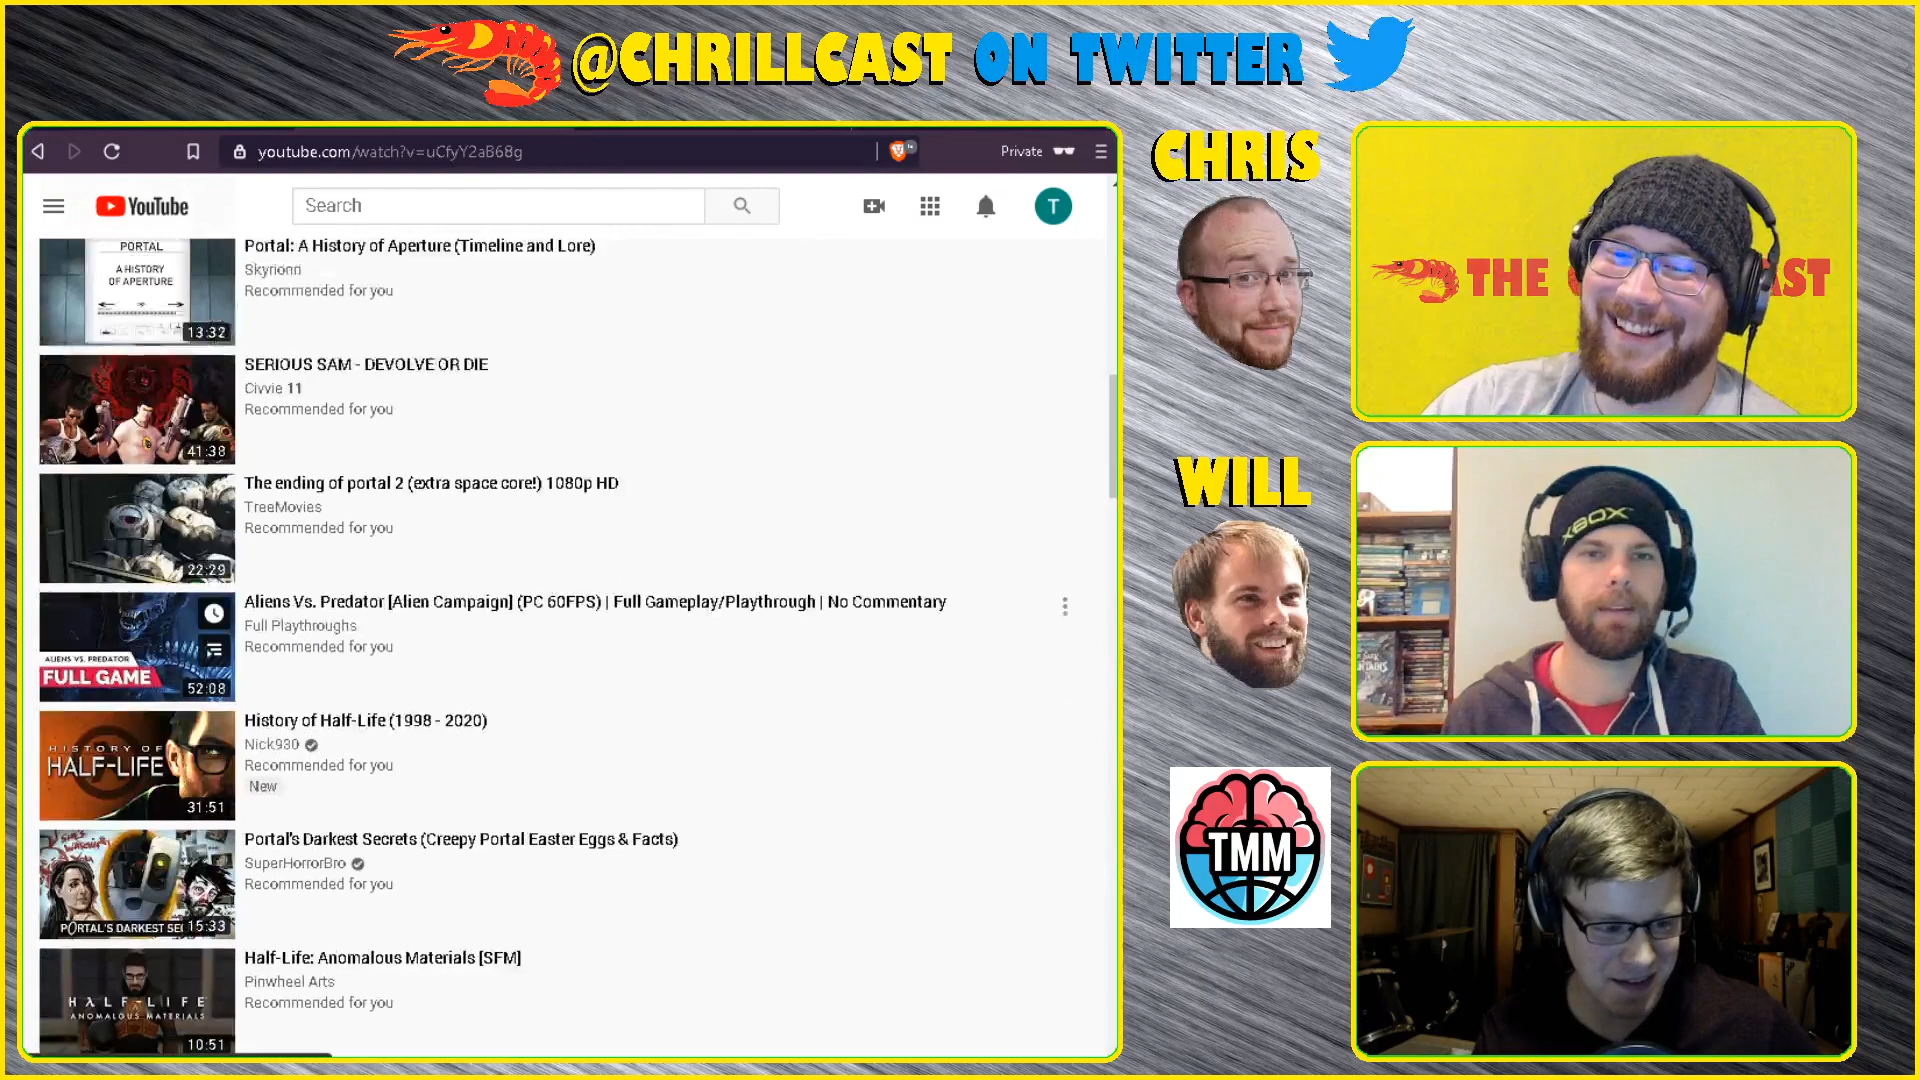 @CHRILLCAST ON TWITTER
youtube.com/watch?v=uCfyY2aB68g
Private
YouTube
Search
T
PORTAL
A HISTORY
OF APERTURE
13:32
Portal: A History of Aperture (Timeline and Lore)
Skyrionn
Recommended for you
41:38
SERIOUS SAM - DEVOLVE OR DIE
Civvie 11
Recommended for you
22:29
The ending of portal 2 (extra space core!) 1080p HD
TreeMovies
Recommended for you
ALIENS VS. PREDATOR
FULL GAME
52:08
Aliens Vs. Predator [Alien Campaign] (PC 60FPS) | Full Gameplay/Playthrough | No Commentary
Full Playthroughs
Recommended for you
HISTORY OF
HALF-LIFE
31:51
History of Half-Life (1998 - 2020)
Nick930
Recommended for you
New
PORTAL'S DARKEST SE
15:33
Portal's Darkest Secrets (Creepy Portal Easter Eggs & Facts)
SuperHorrorBro
Recommended for you
HλLF-LIFE
ANOMALOUS MATERIALS
10:51
Half-Life: Anomalous Materials [SFM]
Pinwheel Arts
Recommended for you
CHRIS
THE
AST
WILL
XBOX
TMM